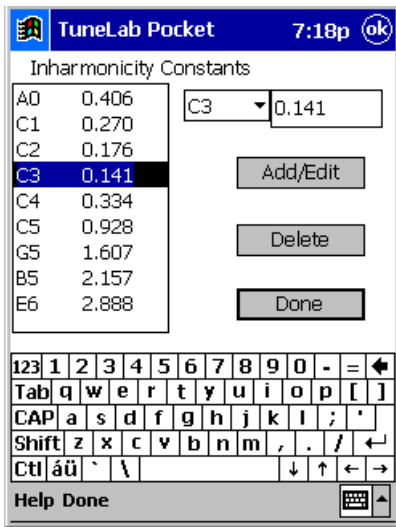 TuneLab Pocket 7:18p ok
Inharmonicity Constants
A0 0.406
C1 0.270
C2 0.176
C3 0.141
C4 0.334
C5 0.928
G5 1.607
B5 2.157
E6 2.888
C3 0.141
Add/Edit
Delete
Done
123 1 2 3 4 5 6 7 8 9 0 - = 🡸
Tab q w e r t y u i o p [ ]
CAP a s d f g h j k l ; '
Shift z x c v b n m , . / ↵
Ctl áü ` \ ↓ ↑ ← →
Help Done